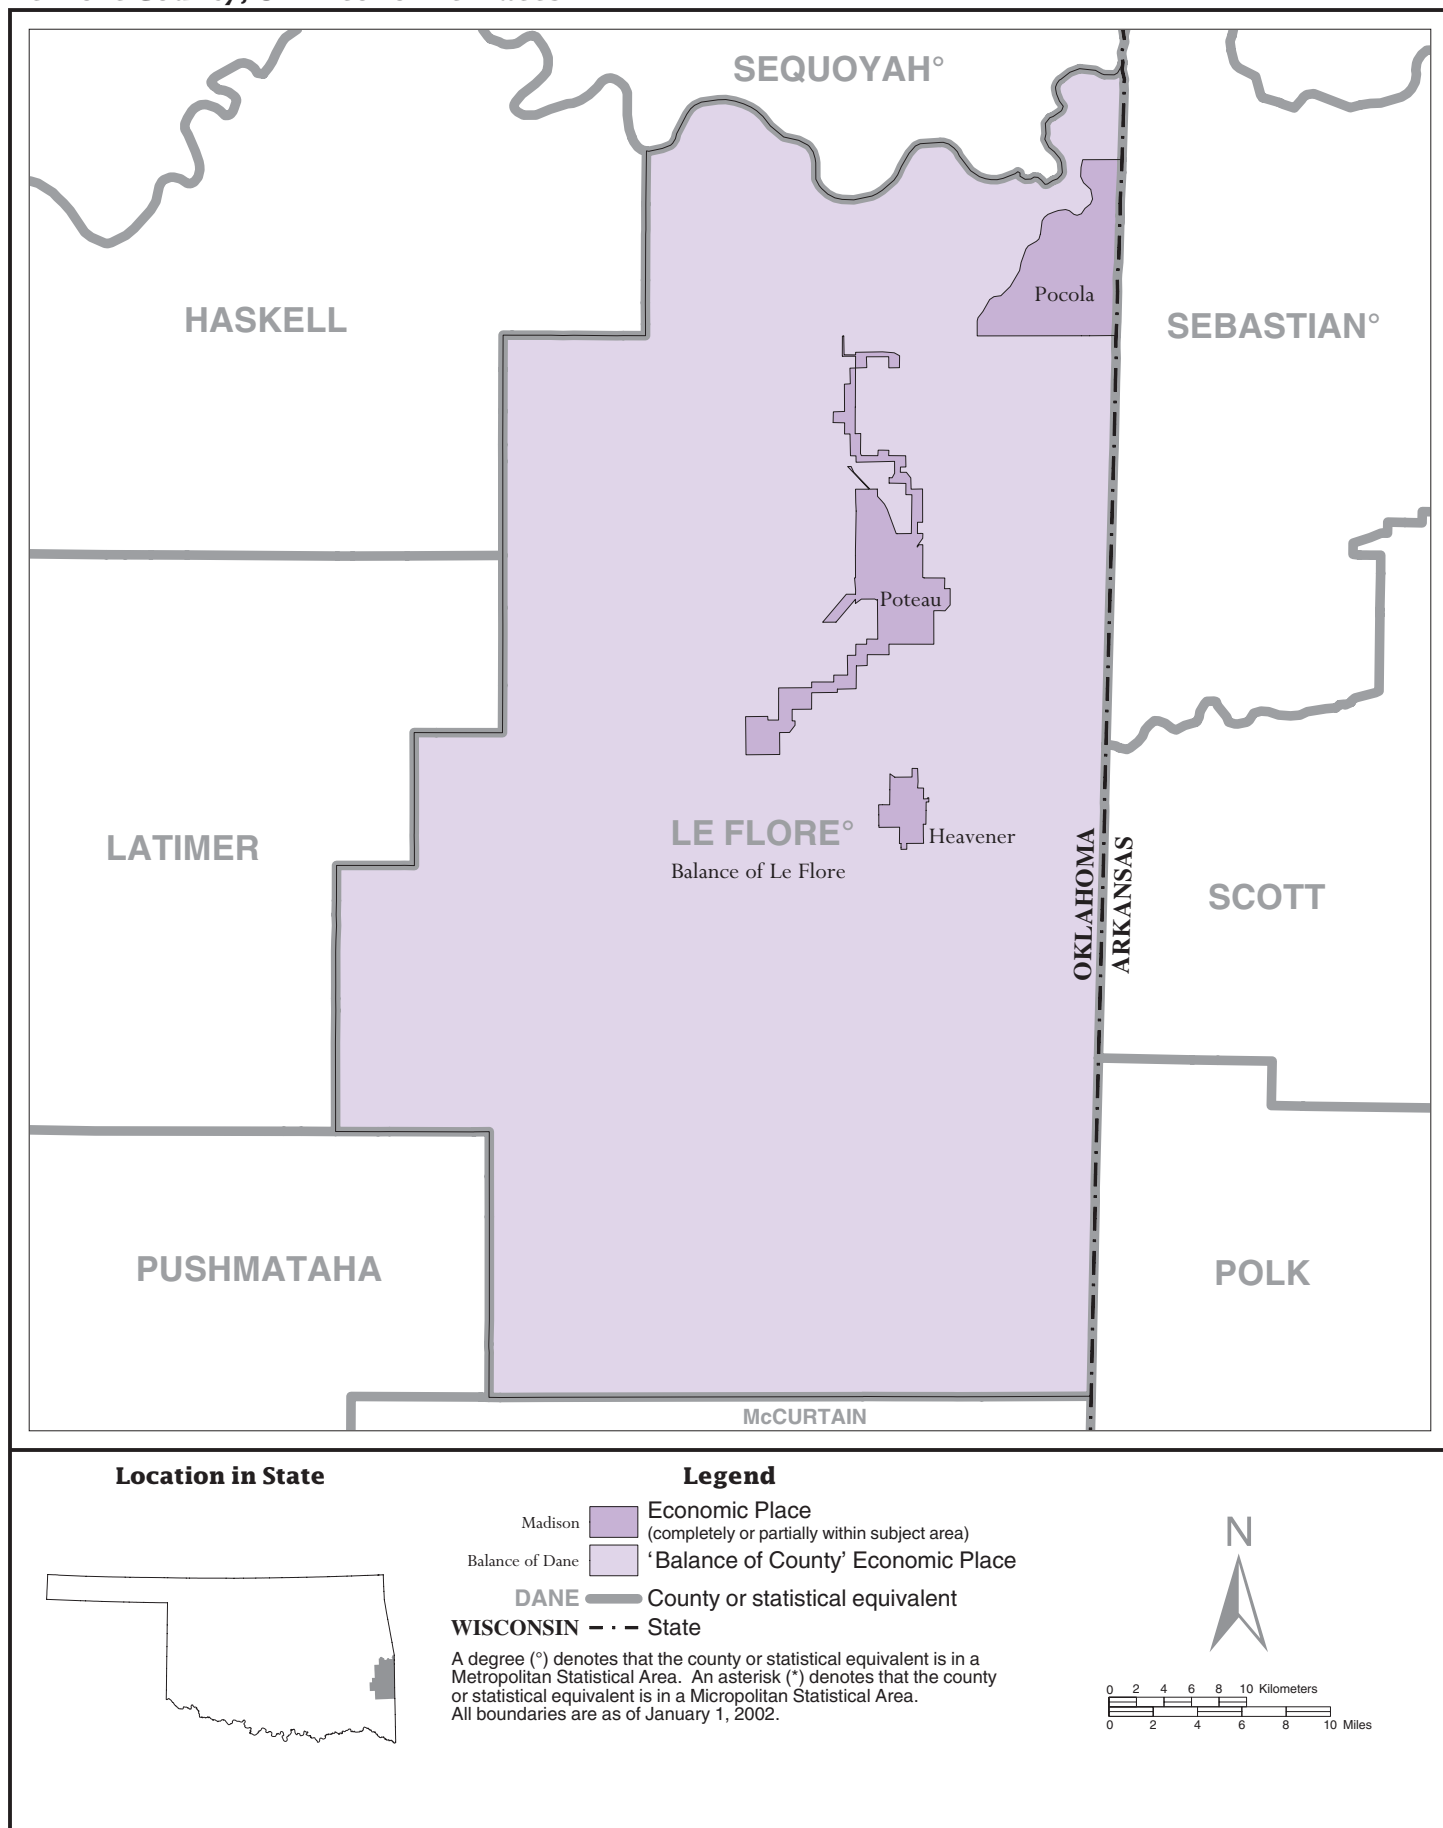 SEQUOYAH°
HASKELL
Pocola
SEBASTIAN°
Poteau
LE FLORE°
Heavener
Balance of Le Flore
LATIMER
OKLAHOMA
ARKANSAS
SCOTT
PUSHMATAHA
POLK
McCURTAIN
Location in State
Legend
Madison
Economic Place
(completely or partially within subject area)
Balance of Dane
‘Balance of County’ Economic Place
DANE
County or statistical equivalent
WISCONSIN
State
A degree (°) denotes that the county or statistical equivalent is in a
Metropolitan Statistical Area. An asterisk (*) denotes that the county
or statistical equivalent is in a Micropolitan Statistical Area.
All boundaries are as of January 1, 2002.
N
0 2 4 6 8 10 Kilometers
0 2 4 6 8 10 Miles